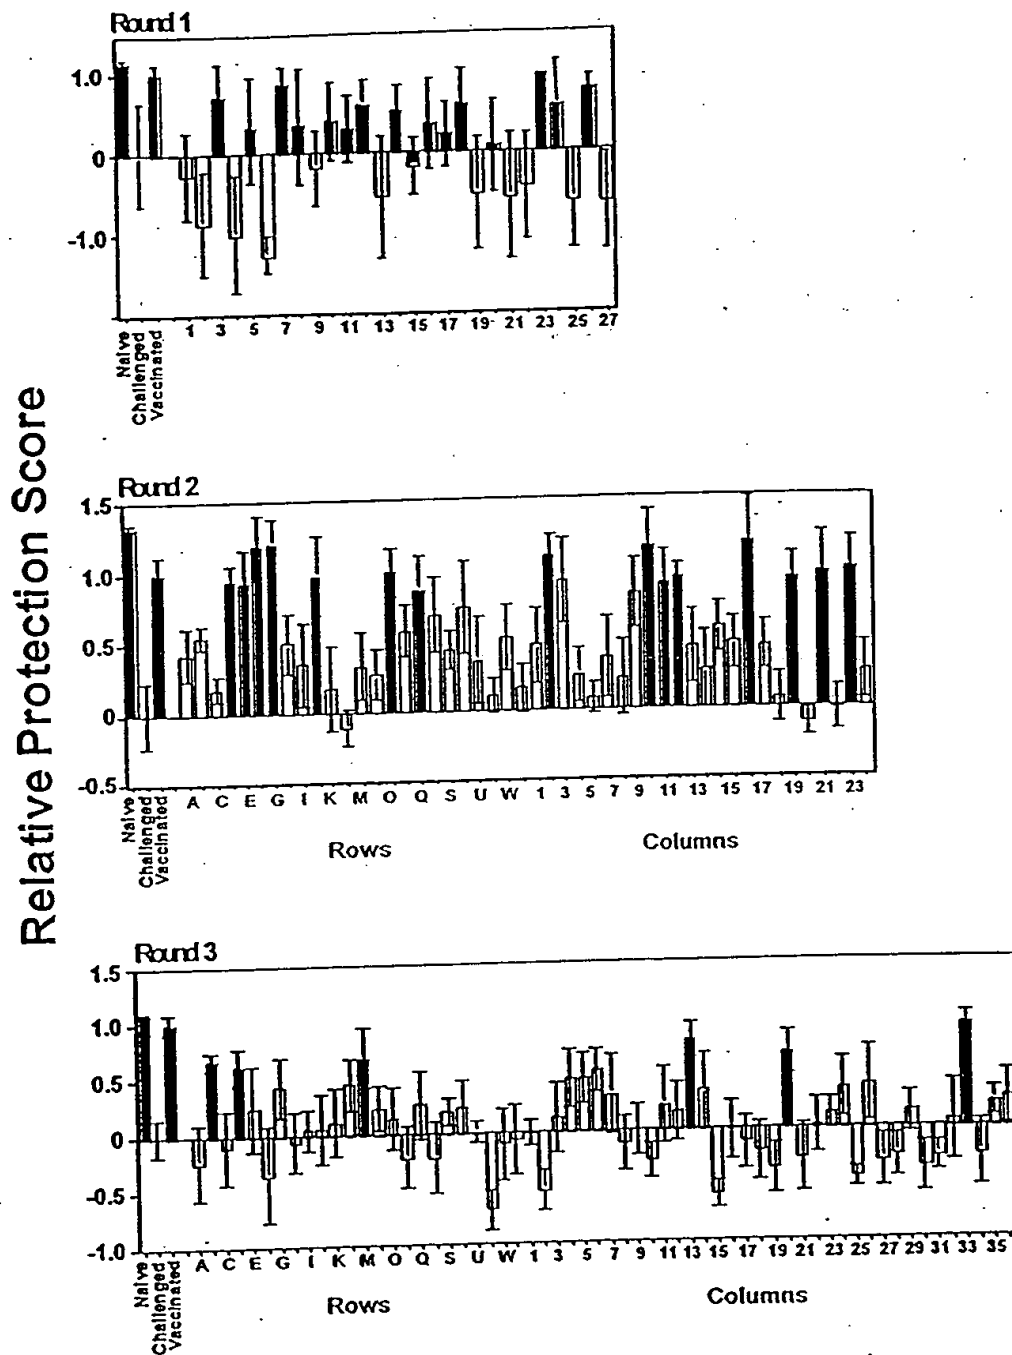 Relative Protection Score
Round 1
1.0
0
-1.0
Naive
Challenged
Vaccinated
1 3 5 7 9 11 13 15 17 19 21 23 25 27
Round 2
1.5
1.0
0.5
0
-0.5
Naive
Challenged
Vaccinated
A C E G I K M O Q S U W 1 3 5 7 9 11 13 15 17 19 21 23
Rows Columns
Round 3
1.5
1.0
0.5
0
-0.5
-1.0
Naive
Challenged
Vaccinated
A C E G I K M O Q S U W 1 3 5 7 9 11 13 15 17 19 21 23 25 27 29 31 33 35
Rows Columns